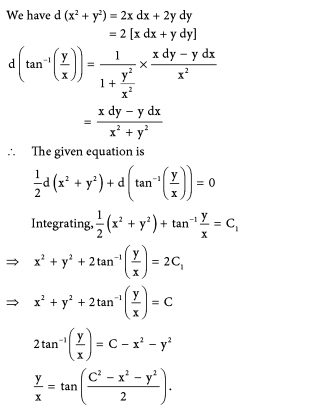 We have d (x² + y²) = 2x dx + 2y dy
= 2 [x dx + y dy]
d(tan⁻¹(y/x)) = 1/(1 + y²/x²) × (x dy − y dx)/x²
= (x dy − y dx)/(x² + y²)
∴ The given equation is
1/2 d(x² + y²) + d(tan⁻¹(y/x)) = 0
Integrating, 1/2 (x² + y²) + tan⁻¹ y/x = C₁
⇒ x² + y² + 2tan⁻¹(y/x) = 2C₁
⇒ x² + y² + 2tan⁻¹(y/x) = C
2tan⁻¹(y/x) = C − x² − y²
y/x = tan((C² − x² − y²)/2).